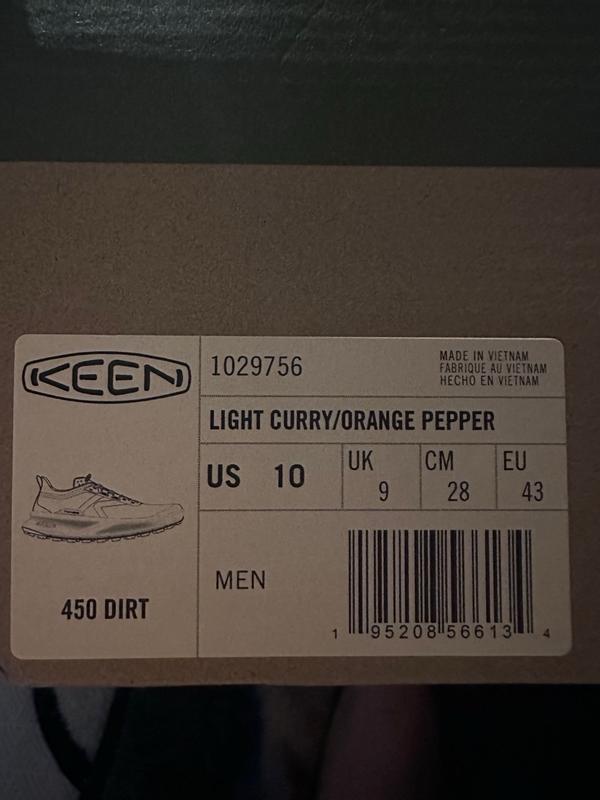 KEEN
1029756
MADE IN VIETNAM
FABRIQUE AU VIETNAM
HECHO EN VIETNAM
LIGHT CURRY/ORANGE PEPPER
US 10
UK 9
CM 28
EU 43
450 DIRT
MEN
1 95208 56613 4